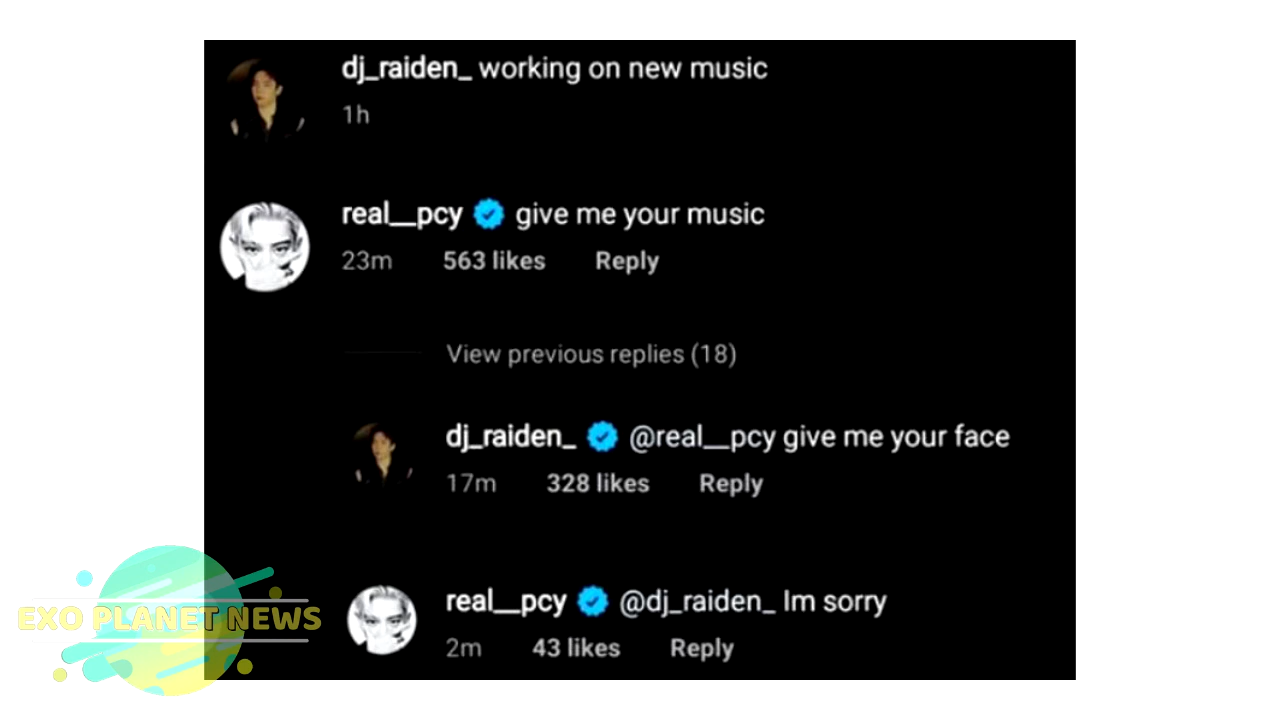 dj_raiden_ working on new music
1h
real__pcy give me your music
23m 563 likes Reply
View previous replies (18)
dj_raiden_ @real__pcy give me your face
17m 328 likes Reply
real__pcy @dj_raiden_ Im sorry
2m 43 likes Reply
EXO PLANET NEWS